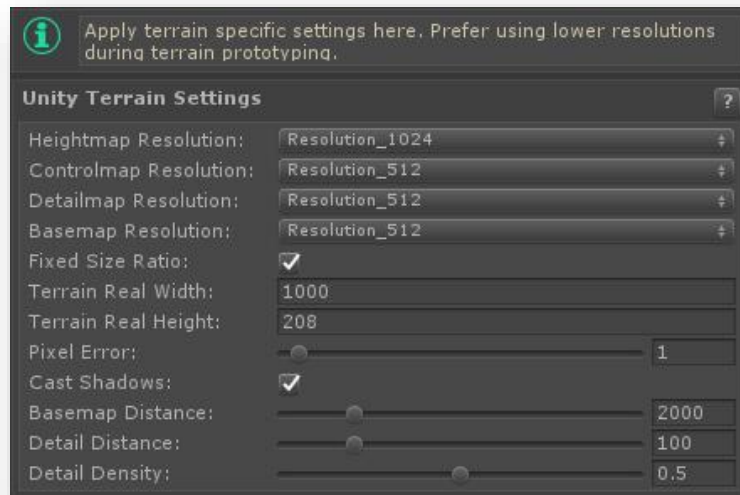 Apply terrain specific settings here. Prefer using lower resolutions
during terrain prototyping.
Unity Terrain Settings ?
Heightmap Resolution: Resolution_1024
Controlmap Resolution: Resolution_512
Detailmap Resolution: Resolution_512
Basemap Resolution: Resolution_512
Fixed Size Ratio:
Terrain Real Width: 1000
Terrain Real Height: 208
Pixel Error: 1
Cast Shadows:
Basemap Distance: 2000
Detail Distance: 100
Detail Density: 0.5